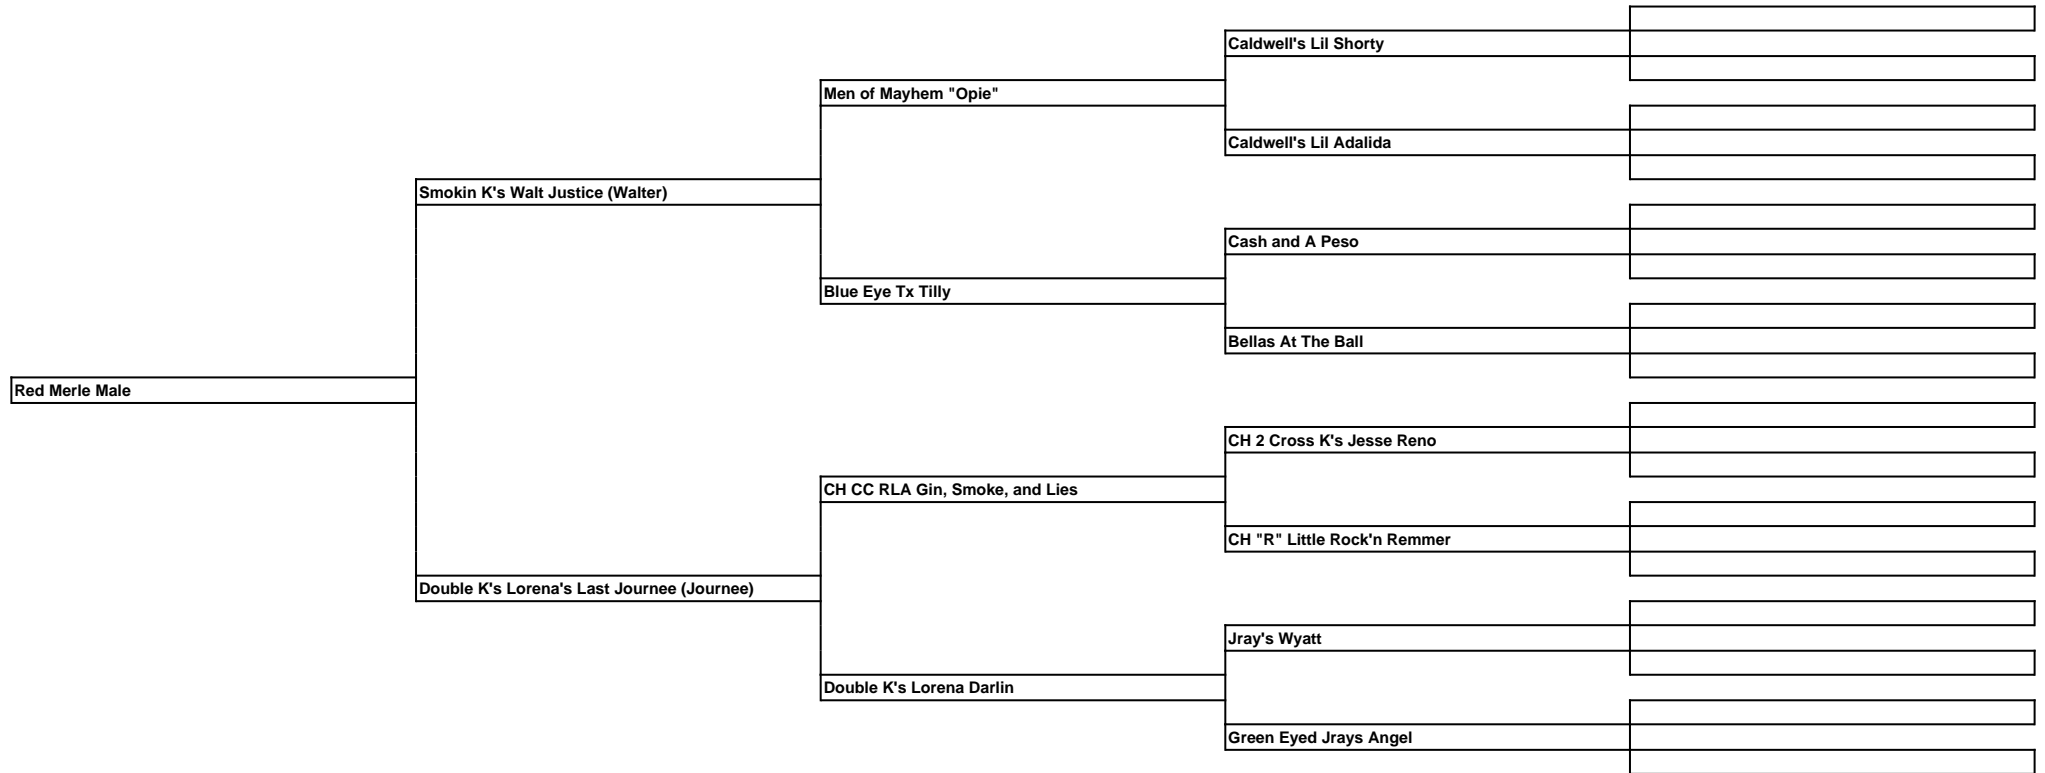 Caldwell's Lil Shorty
Men of Mayhem "Opie"
Caldwell's Lil Adalida
Smokin K's Walt Justice (Walter)
Cash and A Peso
Blue Eye Tx Tilly
Bellas At The Ball
Red Merle Male
CH 2 Cross K's Jesse Reno
CH CC RLA Gin, Smoke, and Lies
CH "R" Little Rock'n Remmer
Double K's Lorena's Last Journee (Journee)
Jray's Wyatt
Double K's Lorena Darlin
Green Eyed Jrays Angel